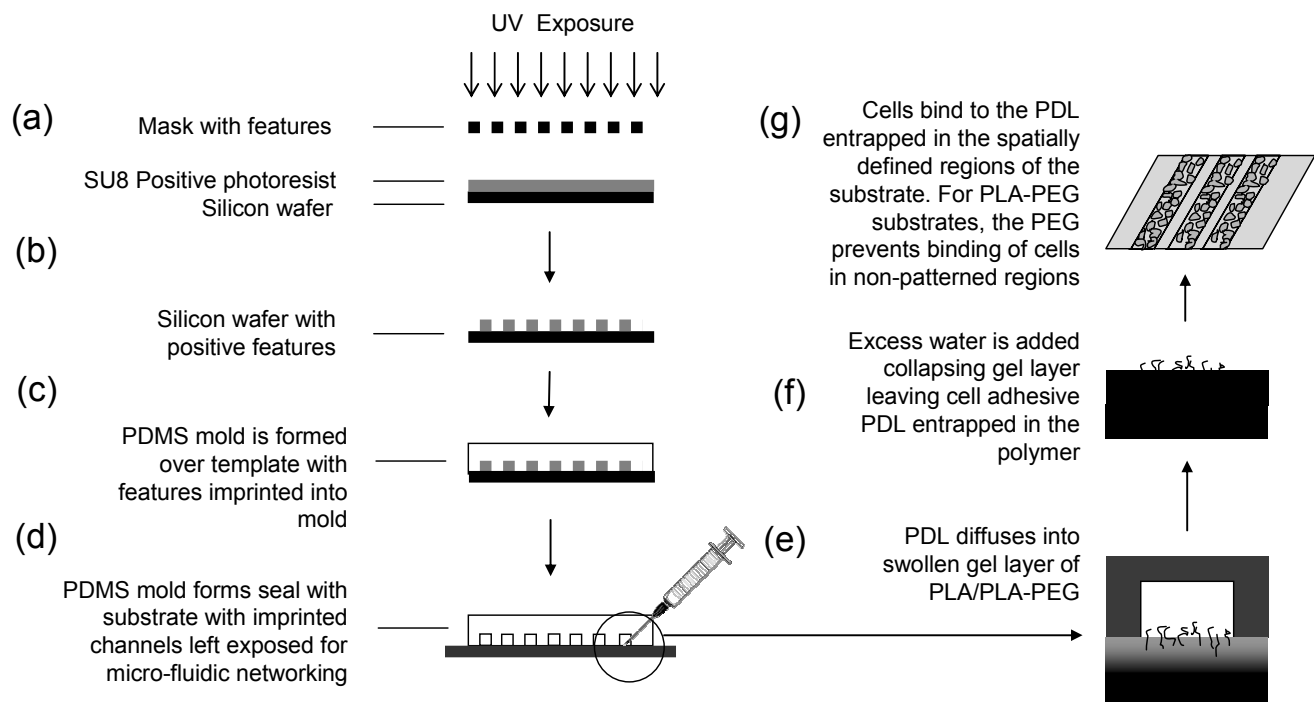 UV Exposure
(a)
Mask with features
SU8 Positive photoresist
Silicon wafer
(b)
Silicon wafer with
positive features
(c)
PDMS mold is formed
over template with
features imprinted into
mold
(d)
PDMS mold forms seal with
substrate with imprinted
channels left exposed for
micro-fluidic networking
(e)
PDL diffuses into
swollen gel layer of
PLA/PLA-PEG
(f)
Excess water is added
collapsing gel layer
leaving cell adhesive
PDL entrapped in the
polymer
(g)
Cells bind to the PDL
entrapped in the spatially
defined regions of the
substrate. For PLA-PEG
substrates, the PEG
prevents binding of cells
in non-patterned regions